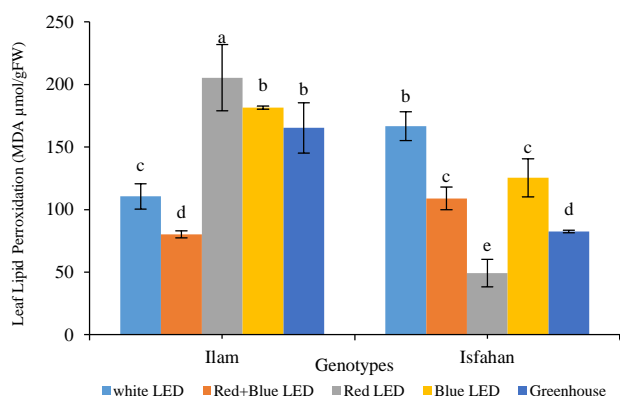 Leaf Lipid Perroxidation (MDA µmol/gFW)
250
200
150
100
50
0
c
d
a
b
b
b
c
e
c
d
Ilam
Isfahan
Genotypes
white LED Red+Blue LED Red LED Blue LED Greenhouse